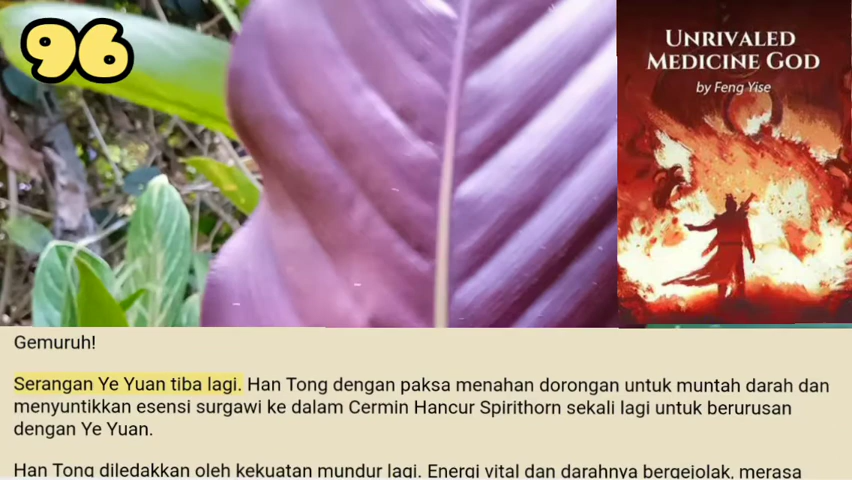 96
UNRIVALED
MEDICINE GOD
by Feng Yise
Gemuruh!
Serangan Ye Yuan tiba lagi. Han Tong dengan paksa menahan dorongan untuk muntah darah dan
menyuntikkan esensi surgawi ke dalam Cermin Hancur Spirithorn sekali lagi untuk berurusan
dengan Ye Yuan.
Han Tong diledakkan oleh kekuatan mundur lagi. Energi vital dan darahnya bergejolak, merasa